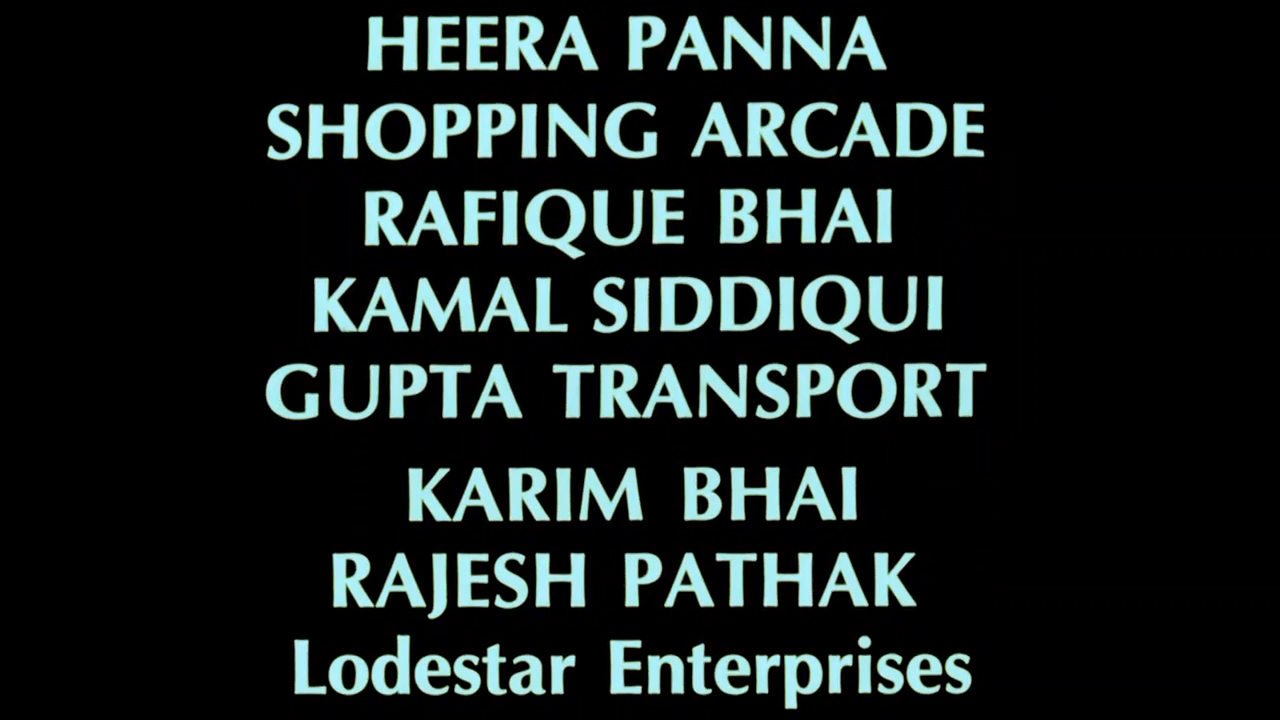 HEERA PANNA
SHOPPING ARCADE
RAFIQUE BHAI
KAMAL SIDDIQUI
GUPTA TRANSPORT
KARIM BHAI
RAJESH PATHAK
Lodestar Enterprises